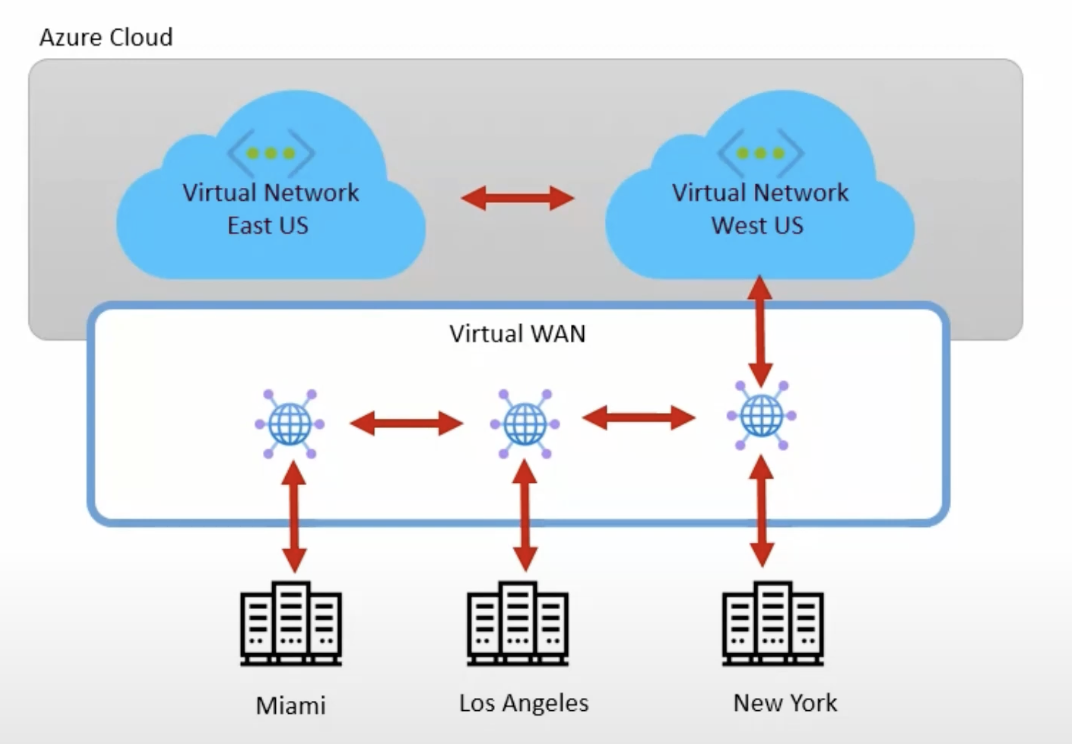 Azure Cloud
Virtual Network
East US
Virtual Network
West US
Virtual WAN
Miami
Los Angeles
New York